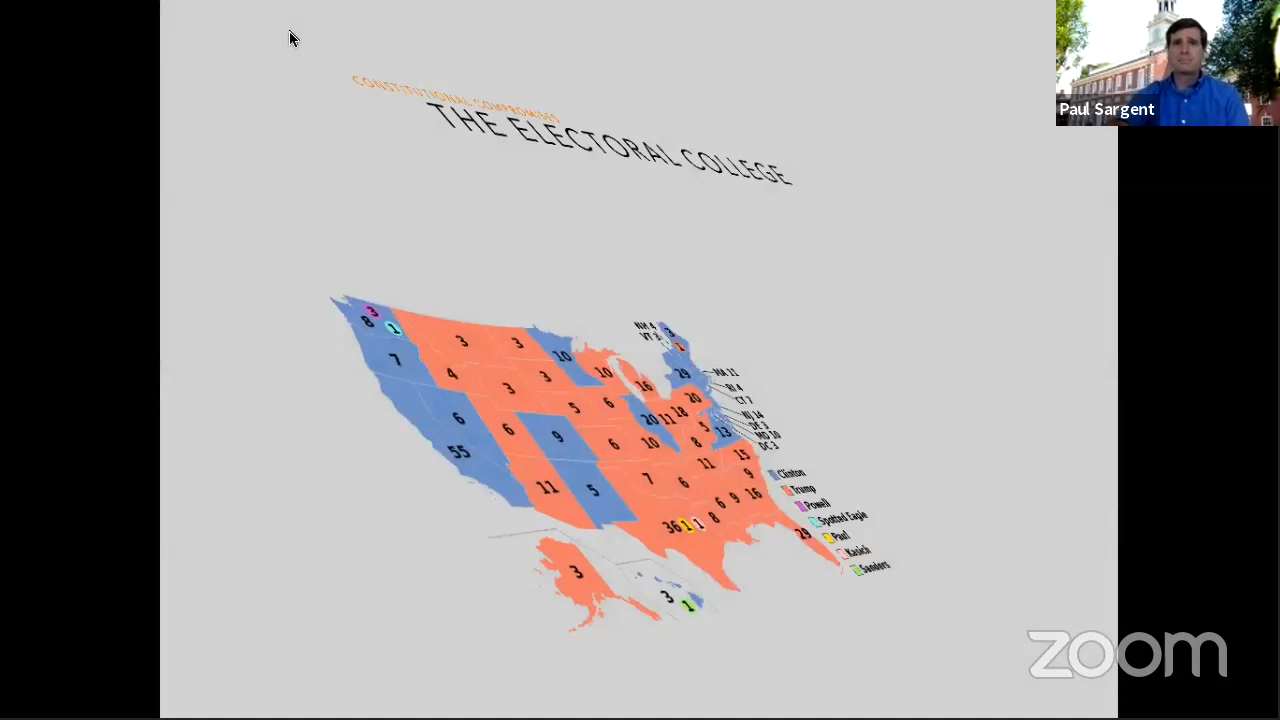 CONSTITUTIONAL COMPROMISES
THE ELECTORAL COLLEGE
Paul Sargent
3
8
1
7
6
55
3
3
10
4
3
3
10
16
6
5
6
9
6
10
20
11
18
20
29
3
1
NH 4
VT 3
MA 11
RI 4
CT 7
NJ 14
DE 3
MD 10
DC 3
5
13
8
11
15
9
16
11
5
7
6
6
9
8
36
1
1
29
3
3
1
Clinton
Trump
Powell
Spotted Eagle
Paul
Kasich
Sanders
zoom